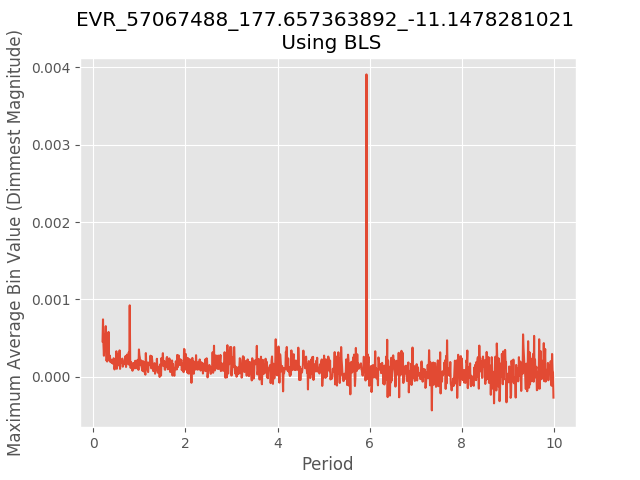 EVR_57067488_177.657363892_-11.1478281021
Using BLS
Maximum Average Bin Value (Dimmest Magnitude)
0.004
0.003
0.002
0.001
0.000
0
2
4
6
8
10
Period